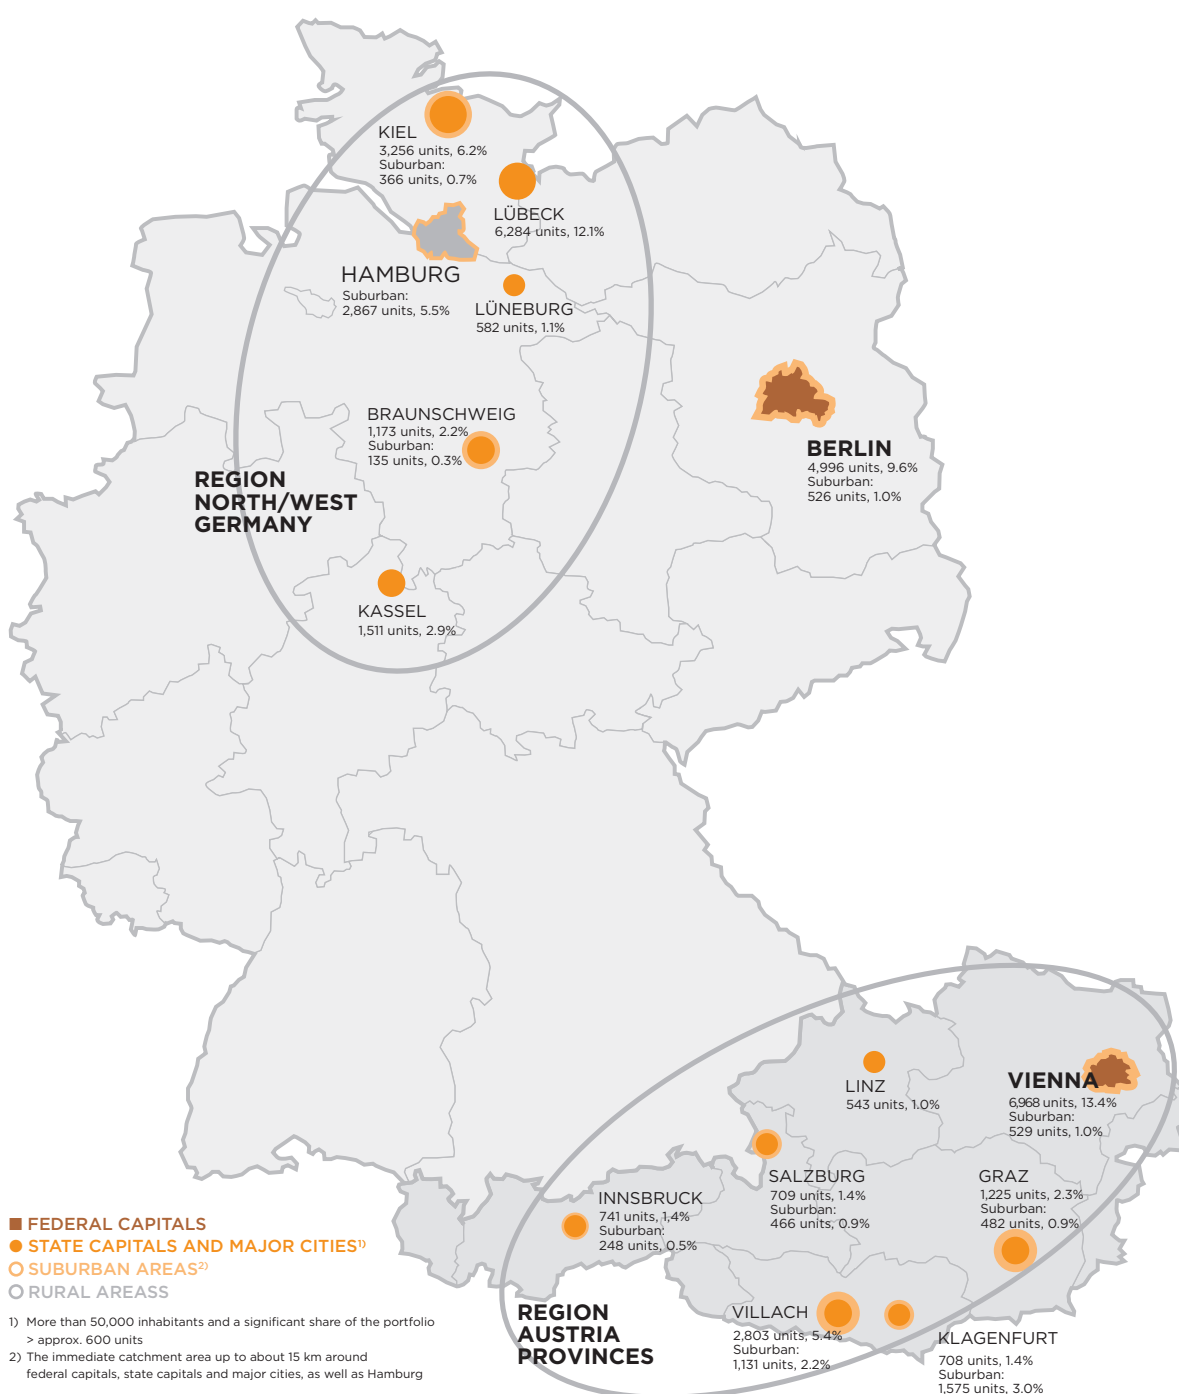 KIEL
3,256 units, 6.2%
Suburban:
366 units, 0.7%
LÜBECK
6,284 units, 12.1%
HAMBURG
Suburban:
2,867 units, 5.5%
LÜNEBURG
582 units, 1.1%
BRAUNSCHWEIG
1,173 units, 2.2%
Suburban:
135 units, 0.3%
BERLIN
4,996 units, 9.6%
Suburban:
526 units, 1.0%
REGION
NORTH/WEST
GERMANY
KASSEL
1,511 units, 2.9%
LINZ
543 units, 1.0%
VIENNA
6,968 units, 13.4%
Suburban:
529 units, 1.0%
SALZBURG
709 units, 1.4%
Suburban:
466 units, 0.9%
GRAZ
1,225 units, 2.3%
Suburban:
482 units, 0.9%
INNSBRUCK
741 units, 1,4%
Suburban:
248 units, 0.5%
REGION
AUSTRIA
PROVINCES
VILLACH
2,803 units, 5.4%
Suburban:
1,131 units, 2.2%
KLAGENFURT
708 units, 1.4%
Suburban:
1,575 units, 3.0%
FEDERAL CAPITALS
STATE CAPITALS AND MAJOR CITIES1)
SUBURBAN AREAS2)
RURAL AREASS
1) More than 50,000 inhabitants and a significant share of the portfolio
> approx. 600 units
2) The immediate catchment area up to about 15 km around
federal capitals, state capitals and major cities, as well as Hamburg